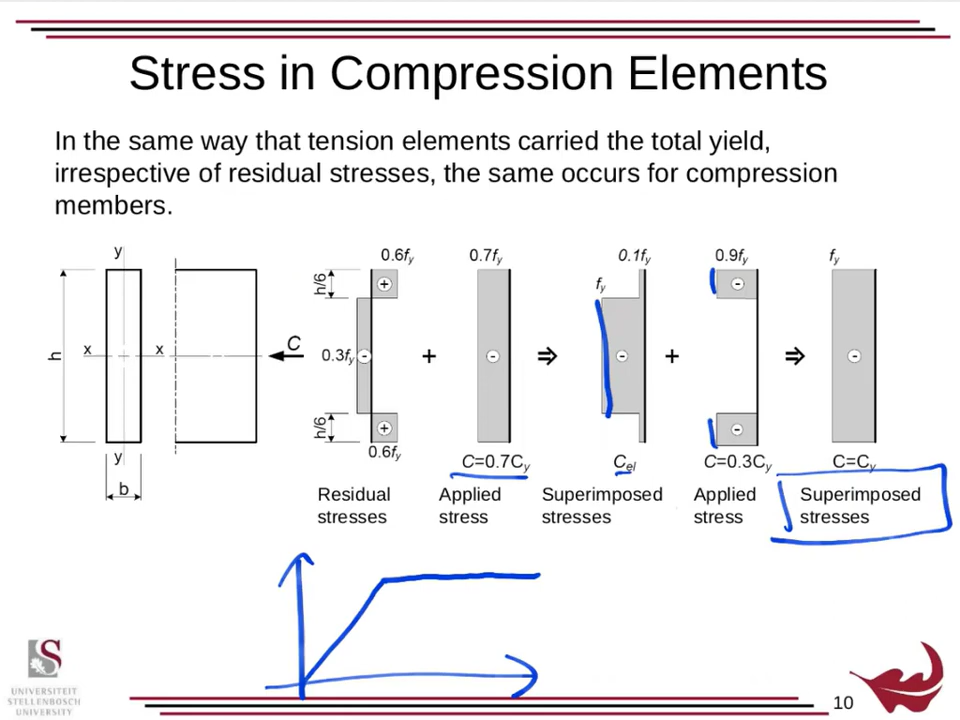 Stress in Compression Elements
In the same way that tension elements carried the total yield,
irrespective of residual stresses, the same occurs for compression
members.
y
0.6fy
0.7fy
0.1fy
0.9fy
fy
h/6
+
fy
-
h
x
x
C
0.3fy
-
+
-
⇒
-
+
⇒
-
h/6
+
-
y
0.6fy
C=0.7Cy
Cel
C=0.3Cy
C=Cy
b
Residual
stresses
Applied
stress
Superimposed
stresses
Applied
stress
Superimposed
stresses
S
UNIVERSITEIT
STELLENBOSCH
UNIVERSITY
10